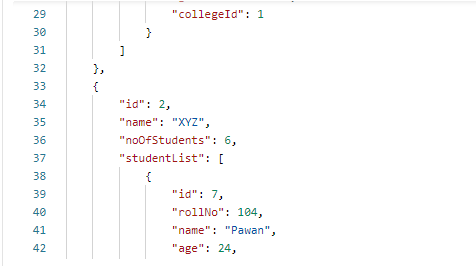 29 "collegeId": 1
30 }
31 ]
32 },
33 {
34 "id": 2,
35 "name": "XYZ",
36 "noOfStudents": 6,
37 "studentList": [
38 {
39 "id": 7,
40 "rollNo": 104,
41 "name": "Pawan",
42 "age": 24,